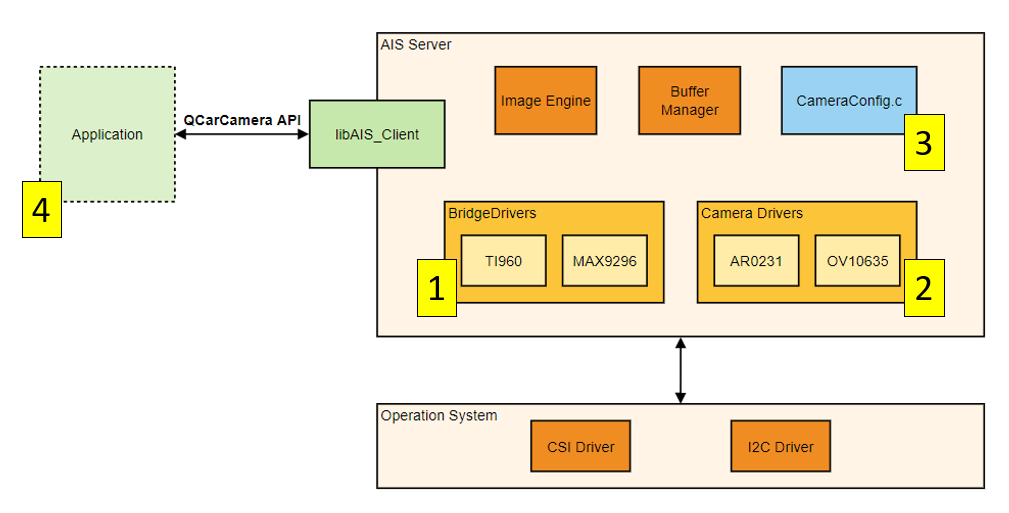 AIS Server
Image Engine
Buffer
Manager
CameraConfig.c
3
QCarCamera API
Application
libAIS_Client
4
BridgeDrivers
TI960
MAX9296
1
Camera Drivers
AR0231
OV10635
2
Operation System
CSI Driver
I2C Driver